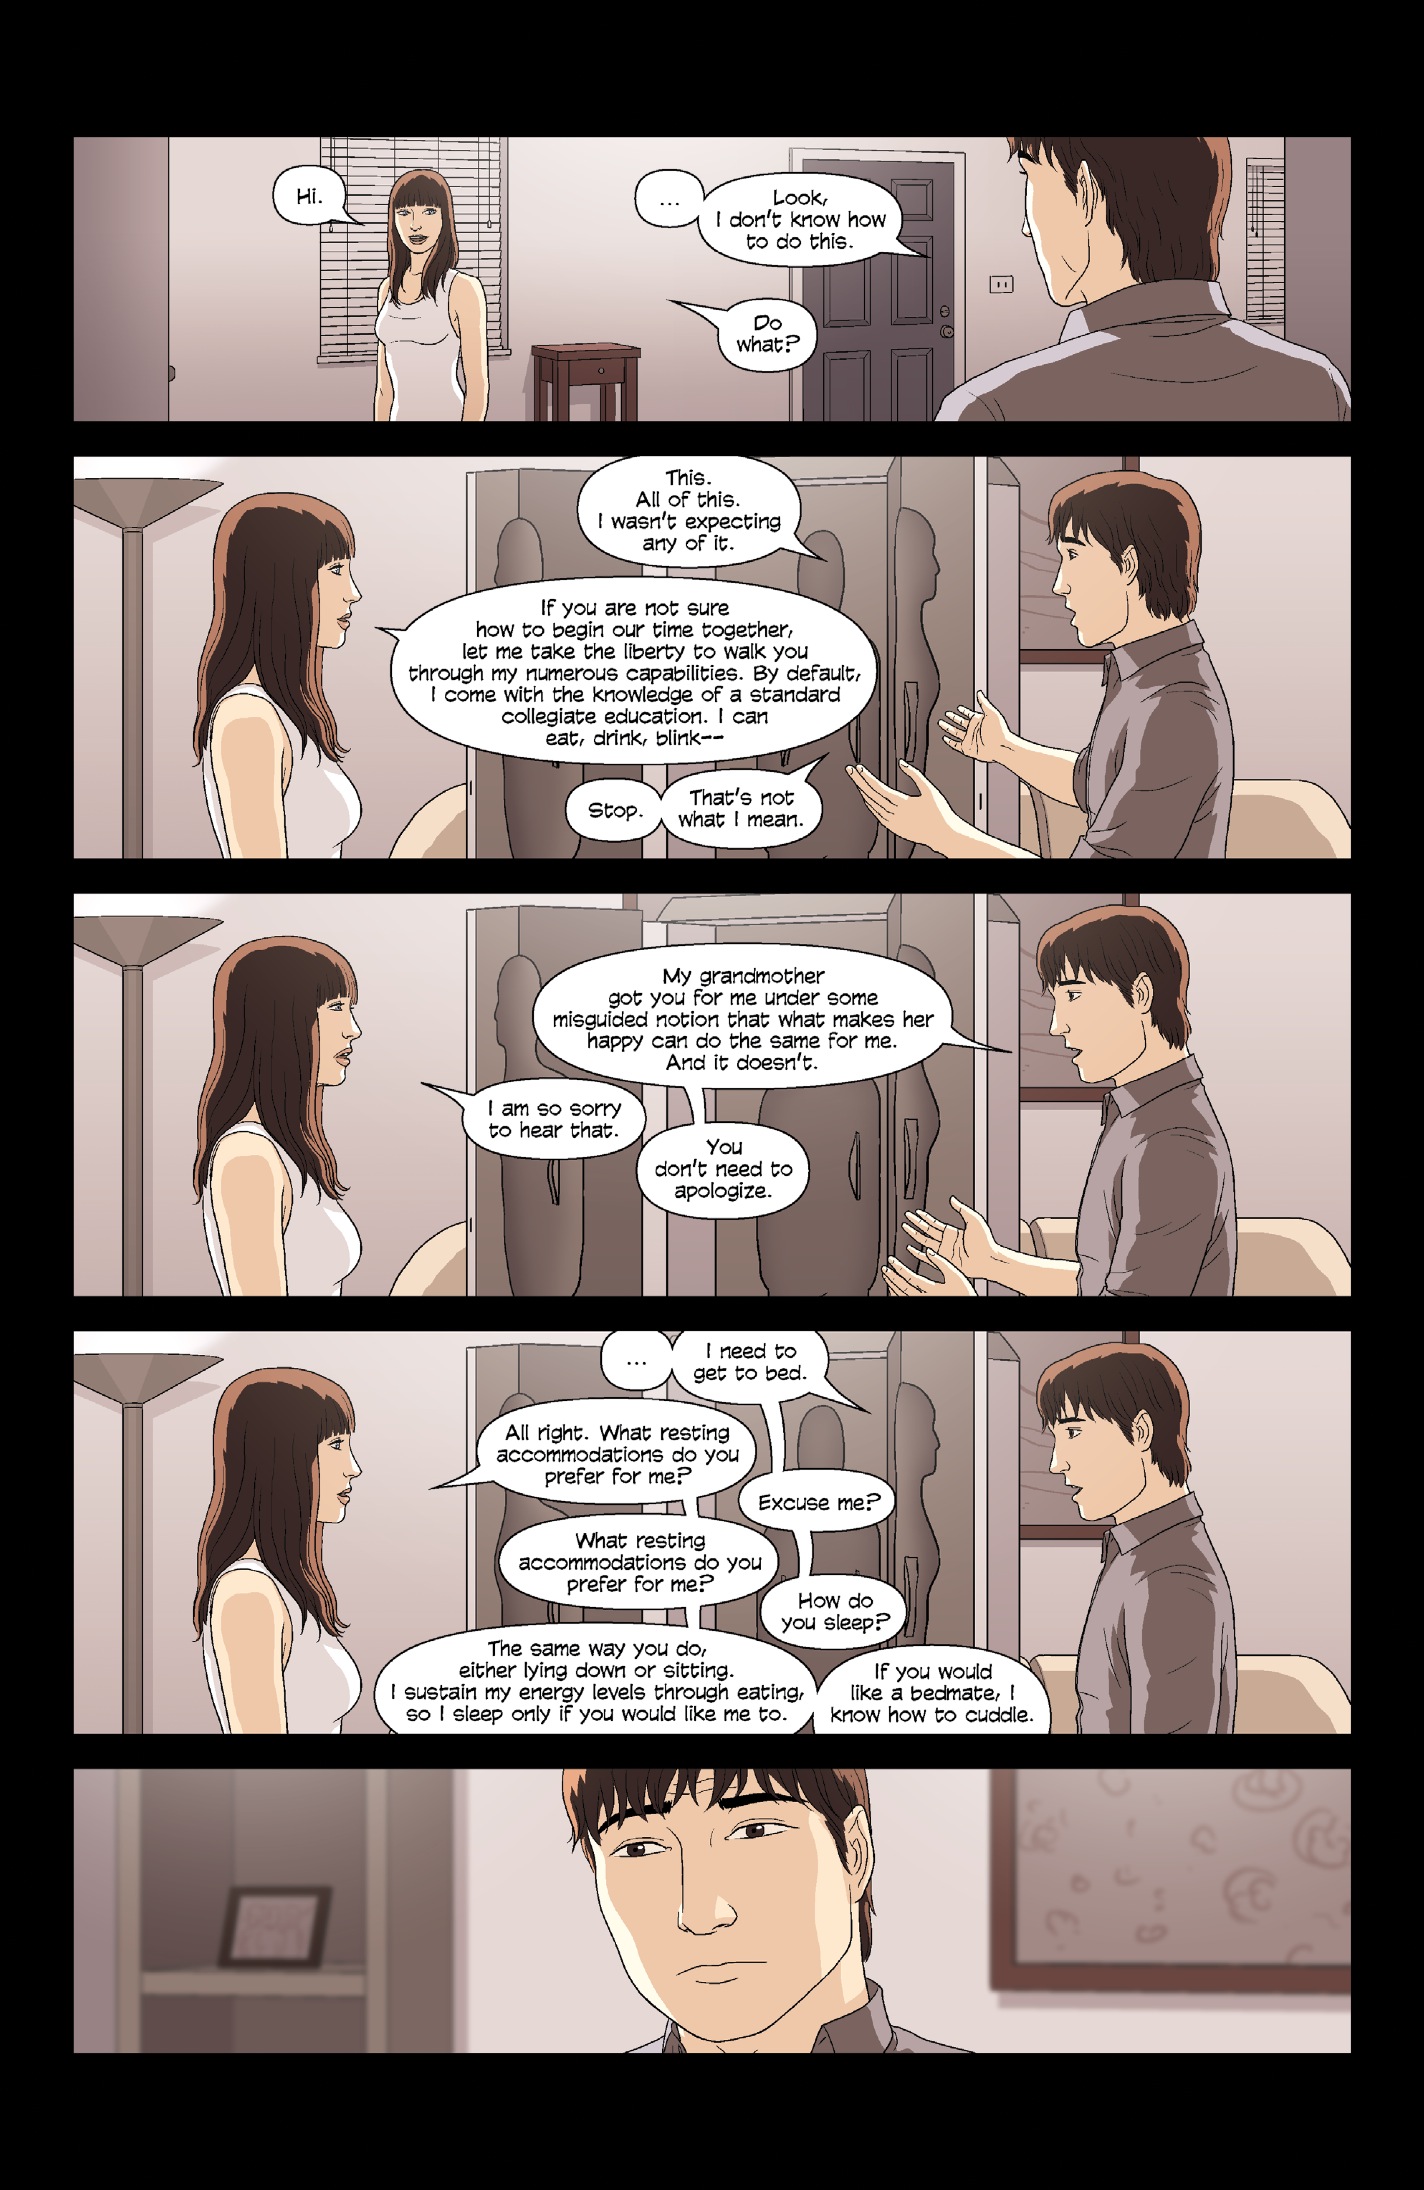 Hi.
...
Look,
I don't know how
to do this.
Do
what?
This.
All of this.
I wasn't expecting
any of it.
If you are not sure
how to begin our time together,
let me take the liberty to walk you
through my numerous capabilities. By default,
I come with the knowledge of a standard
collegiate education. I can
eat, drink, blink--
Stop.
That's not
what I mean.
My grandmother
got you for me under some
misguided notion that what makes her
happy can do the same for me.
And it doesn't.
I am so sorry
to hear that.
You
don't need to
apologize.
...
I need to
get to bed.
All right. What resting
accommodations do you
prefer for me?
Excuse me?
What resting
accommodations do you
prefer for me?
How do
you sleep?
The same way you do,
either lying down or sitting.
I sustain my energy levels through eating,
so I sleep only if you would like me to.
If you would
like a bedmate, I
know how to cuddle.